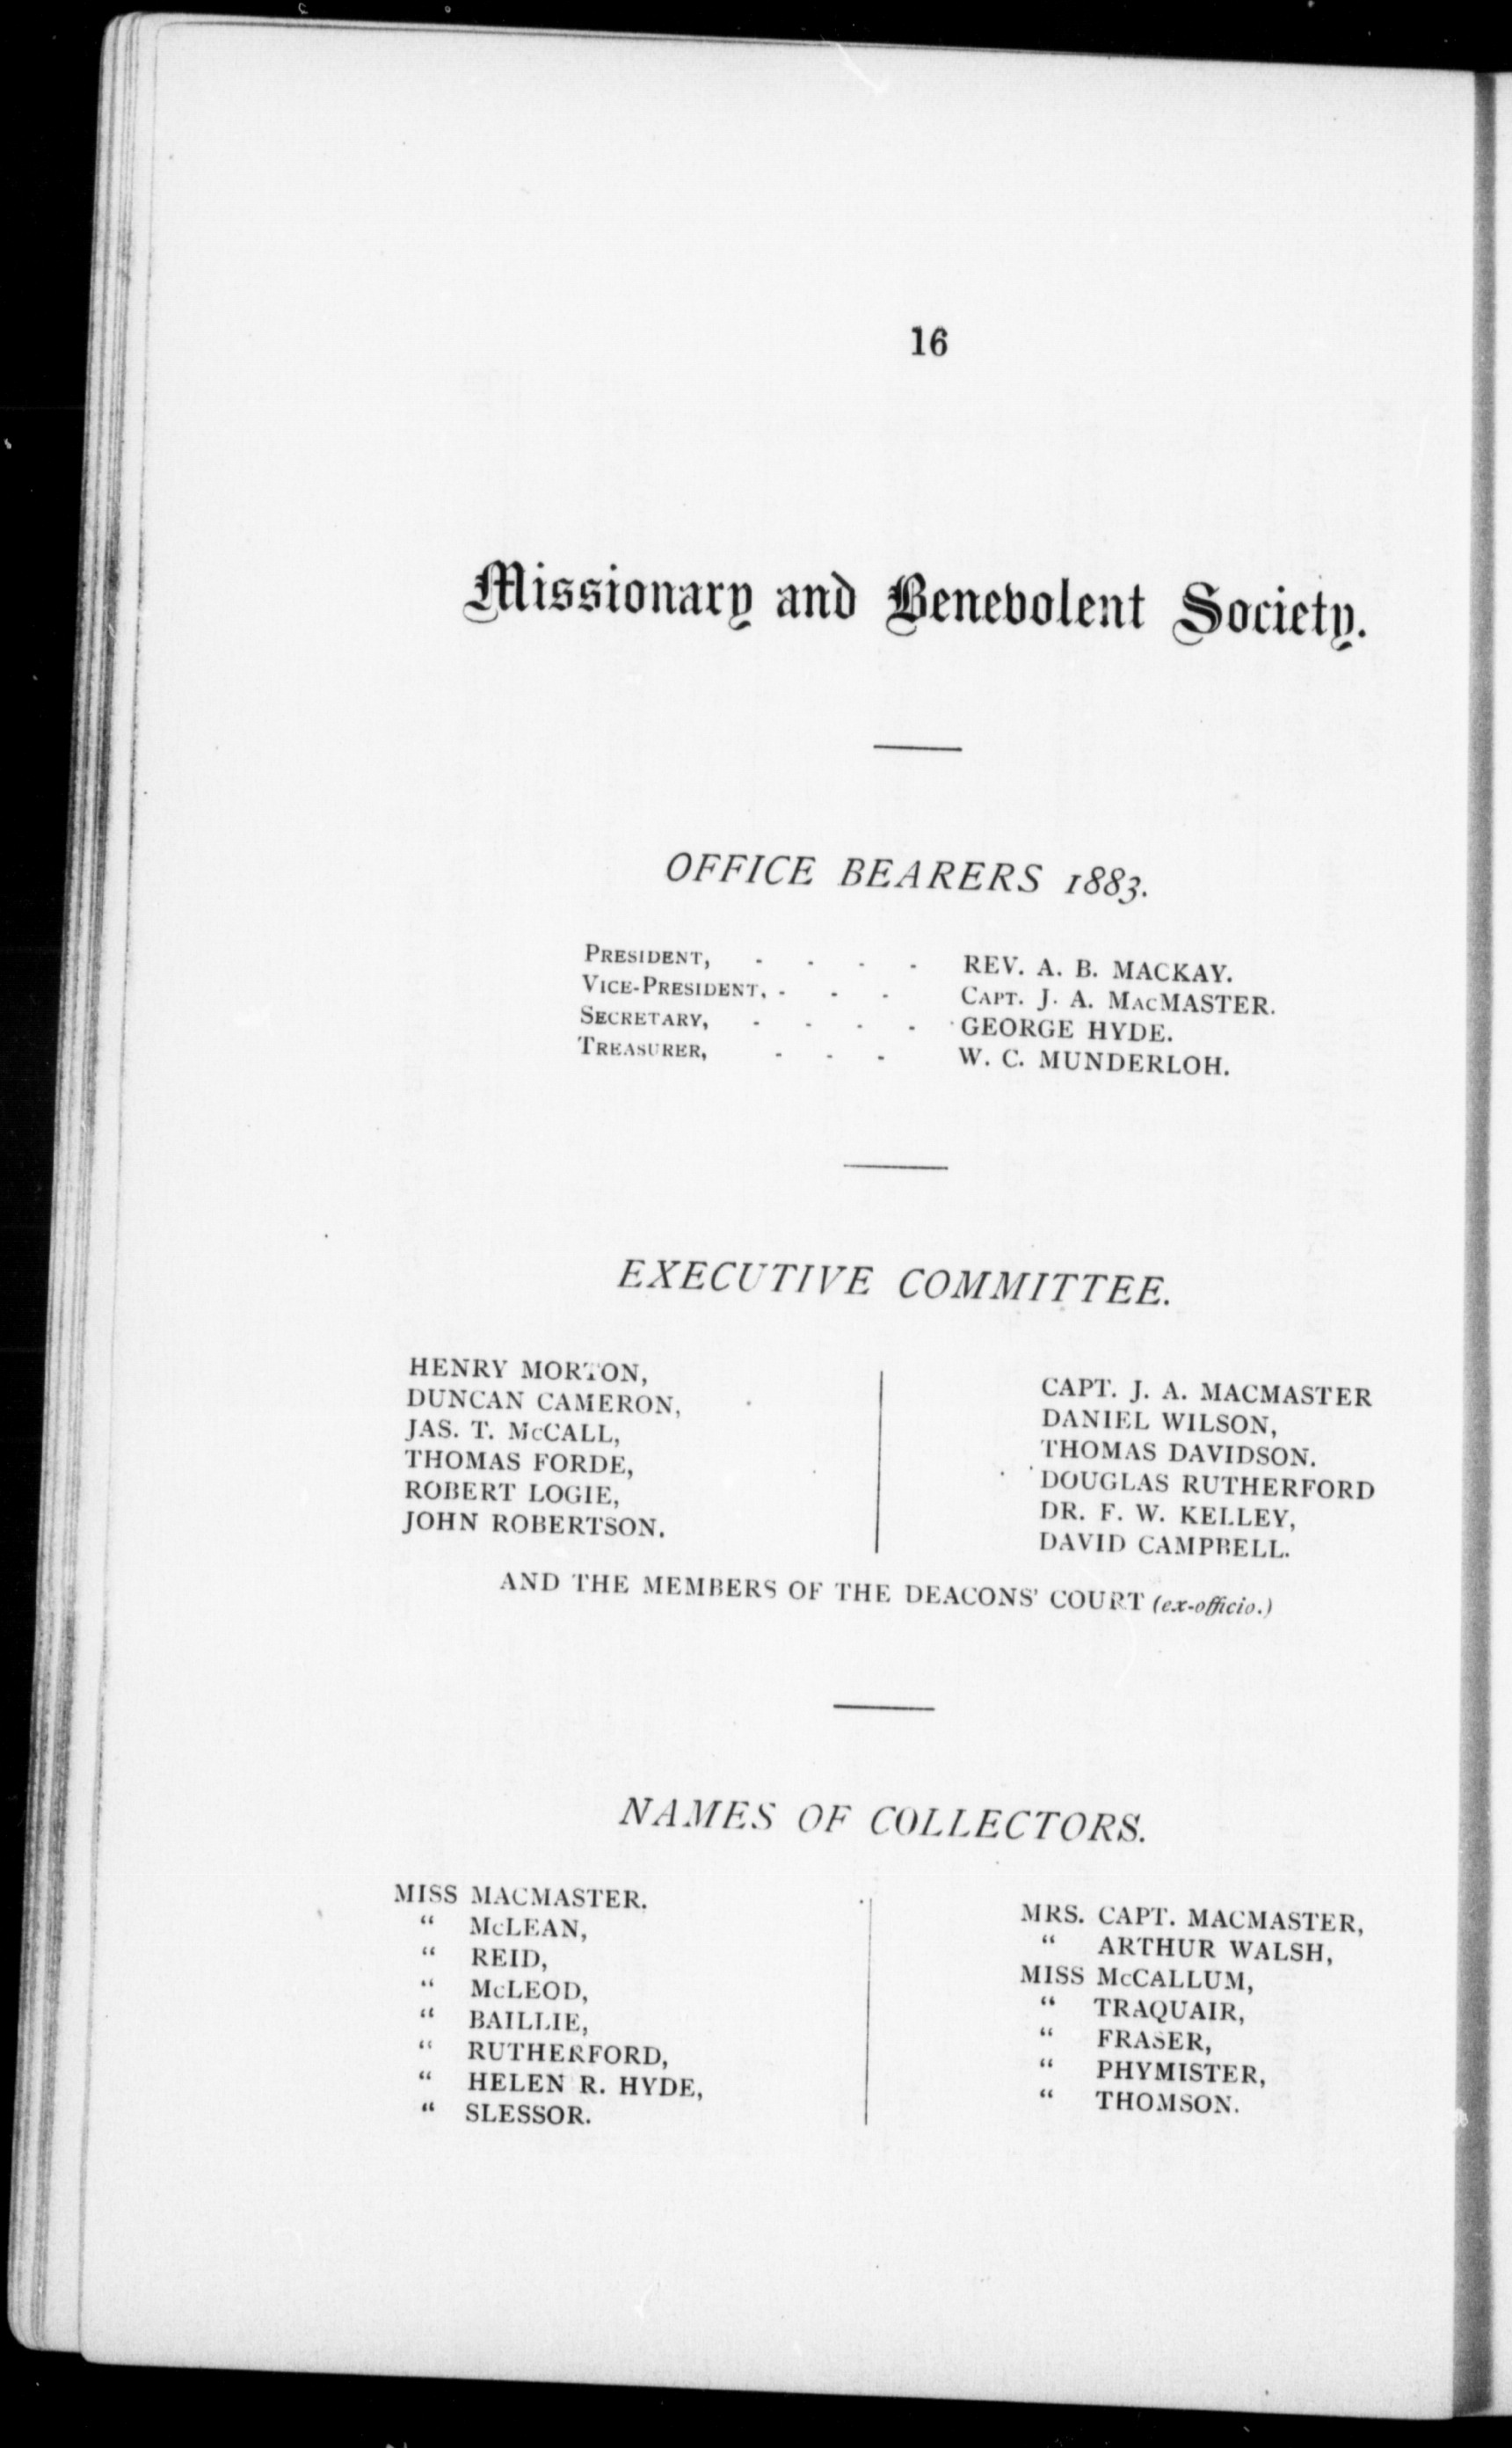 16
Missionary and Benevolent Society.
OFFICE BEARERS 1883.
PRESIDENT, - - - - REV. A. B. MACKAY.
VICE-PRESIDENT, - - - CAPT. J. A. MACMASTER.
SECRETARY, - - - - GEORGE HYDE.
TREASURER, - - - W. C. MUNDERLOH.
EXECUTIVE COMMITTEE.
HENRY MORTON,
DUNCAN CAMERON,
JAS. T. McCALL,
THOMAS FORDE,
ROBERT LOGIE,
JOHN ROBERTSON.
CAPT. J. A. MACMASTER
DANIEL WILSON,
THOMAS DAVIDSON.
DOUGLAS RUTHERFORD
DR. F. W. KELLEY,
DAVID CAMPBELL.
AND THE MEMBERS OF THE DEACONS' COURT (ex-officio.)
NAMES OF COLLECTORS.
MISS MACMASTER.
“ McLEAN,
“ REID,
“ McLEOD,
“ BAILLIE,
“ RUTHERFORD,
“ HELEN R. HYDE,
“ SLESSOR.
MRS. CAPT. MACMASTER,
“ ARTHUR WALSH,
MISS McCALLUM,
“ TRAQUAIR,
“ FRASER,
“ PHYMISTER,
“ THOMSON.